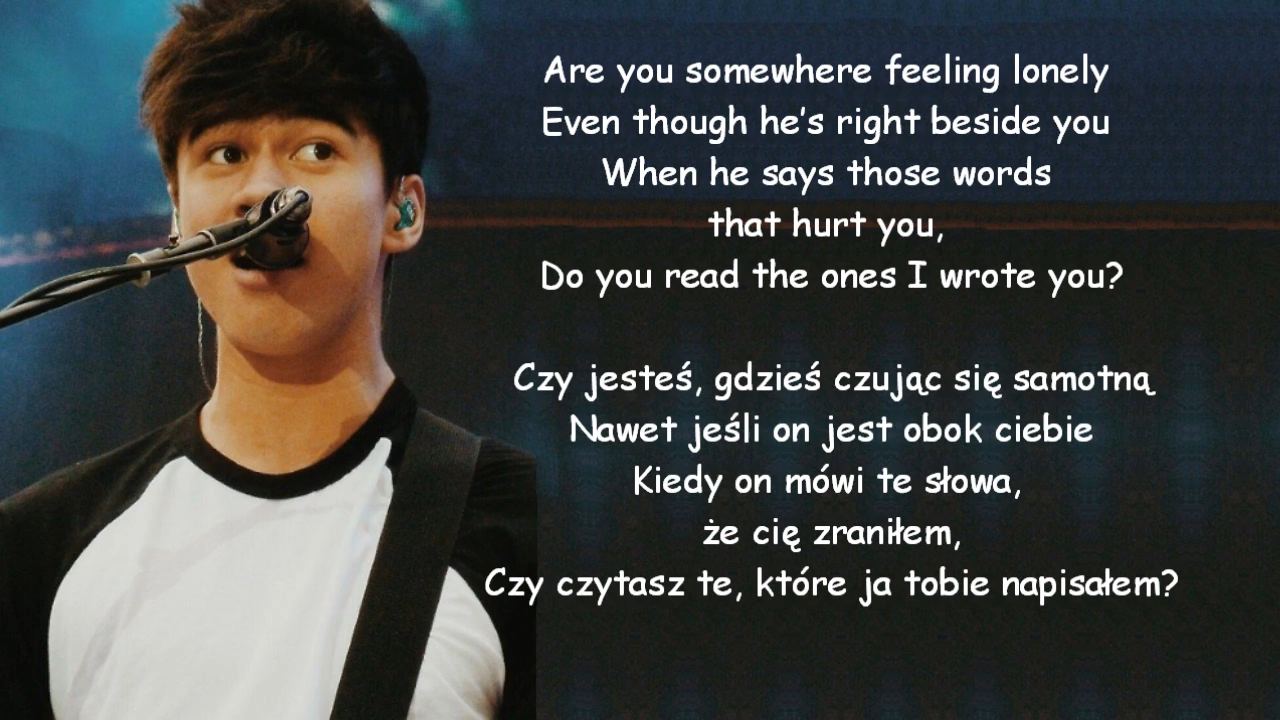 Are you somewhere feeling lonely
Even though he's right beside you
When he says those words
that hurt you,
Do you read the ones I wrote you?
Czy jesteś, gdzieś czując się samotną
Nawet jeśli on jest obok ciebie
Kiedy on mówi te słowa,
że cię zraniłem,
Czy czytasz te, które ja tobie napisałem?